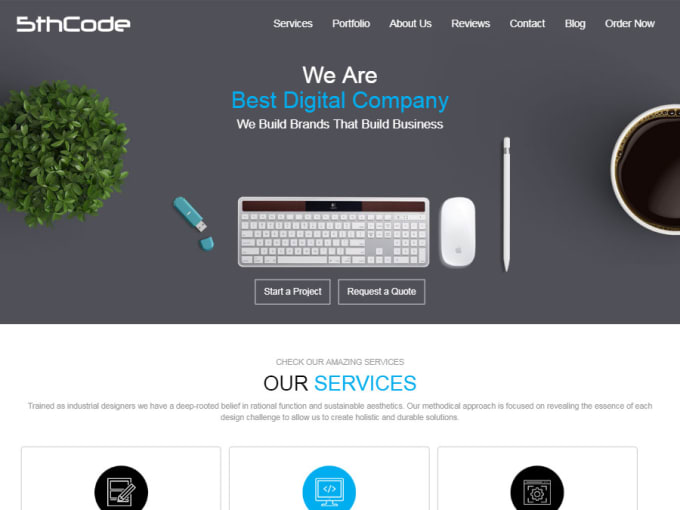 5thCode
Services Portfolio About Us Reviews Contact Blog Order Now
We Are
Best Digital Company
We Build Brands That Build Business
Start a Project Request a Quote
CHECK OUR AMAZING SERVICES
OUR SERVICES
Trained as industrial designers we have a deep-rooted belief in rational function and sustainable aesthetics. Our methodical approach is focused on revealing the essence of each
design challenge to allow us to create holistic and durable solutions.